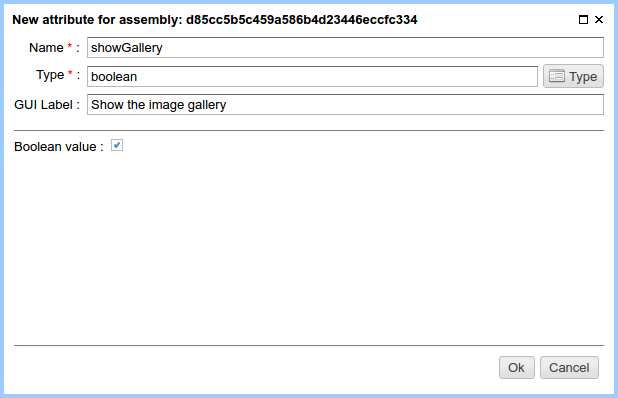 New attribute for assembly: d85cc5b5c459a586b4d23446eccfc334
Name * : showGallery
Type * : boolean Type
GUI Label : Show the image gallery
Boolean value :
Ok Cancel